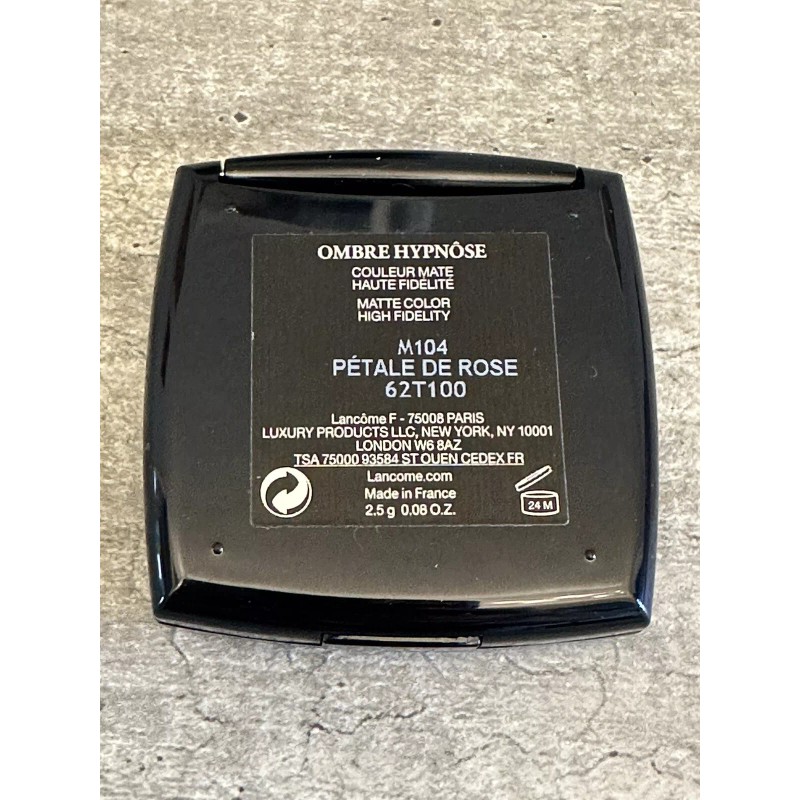 OMBRE HYPNÔSE
COULEUR MATE
HAUTE FIDÉLITÉ
MATTE COLOR
HIGH FIDELITY
M104
PÉTALE DE ROSE
62T100
Lancôme F - 75008 PARIS
LUXURY PRODUCTS LLC, NEW YORK, NY 10001
LONDON W6 8AZ
TSA 75000 93584 ST OUEN CEDEX FR
Lancome.com
Made in France
2.5 g 0.08 O.Z.
24 M